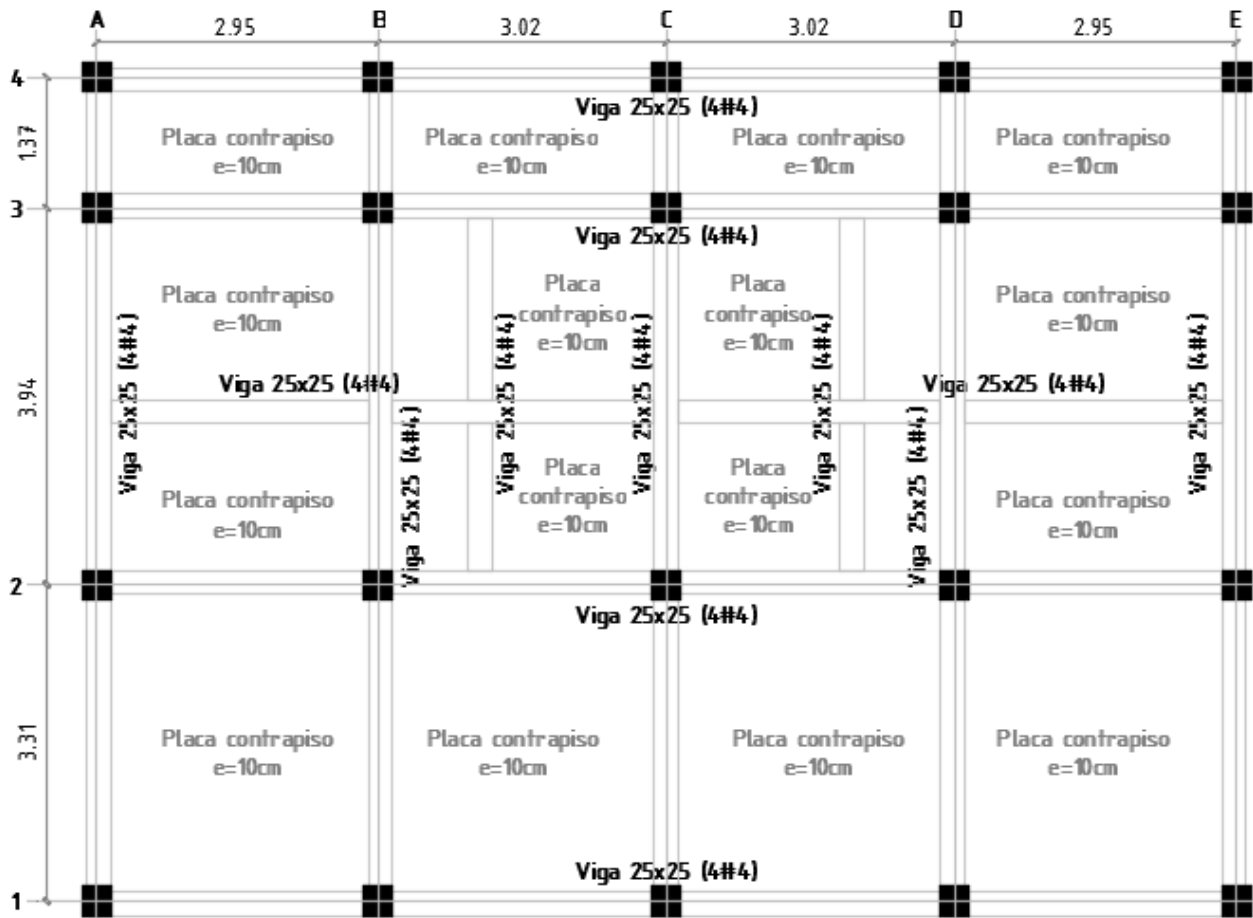 A B C D E
2.95 3.02 3.02 2.95
4
Viga 25x25 (4#4)
1.37
Placa contrapiso
e=10cm
Placa contrapiso
e=10cm
Placa contrapiso
e=10cm
Placa contrapiso
e=10cm
3
Viga 25x25 (4#4)
Placa contrapiso
e=10cm
Placa
contrapiso
e=10cm
Placa
contrapiso
e=10cm
Placa contrapiso
e=10cm
3.94
Viga 25x25 (4#4)
Viga 25x25 (4#4)
Viga 25x25 (4#4)
Viga 25x25 (4#4)
Viga 25x25 (4#4)
Viga 25x25 (4#4)
Viga 25x25 (4#4)
Viga 25x25 (4#4)
Viga 25x25 (4#4)
Placa contrapiso
e=10cm
Placa
contrapiso
e=10cm
Placa
contrapiso
e=10cm
Placa contrapiso
e=10cm
2
Viga 25x25 (4#4)
3.31
Placa contrapiso
e=10cm
Placa contrapiso
e=10cm
Placa contrapiso
e=10cm
Placa contrapiso
e=10cm
Viga 25x25 (4#4)
1